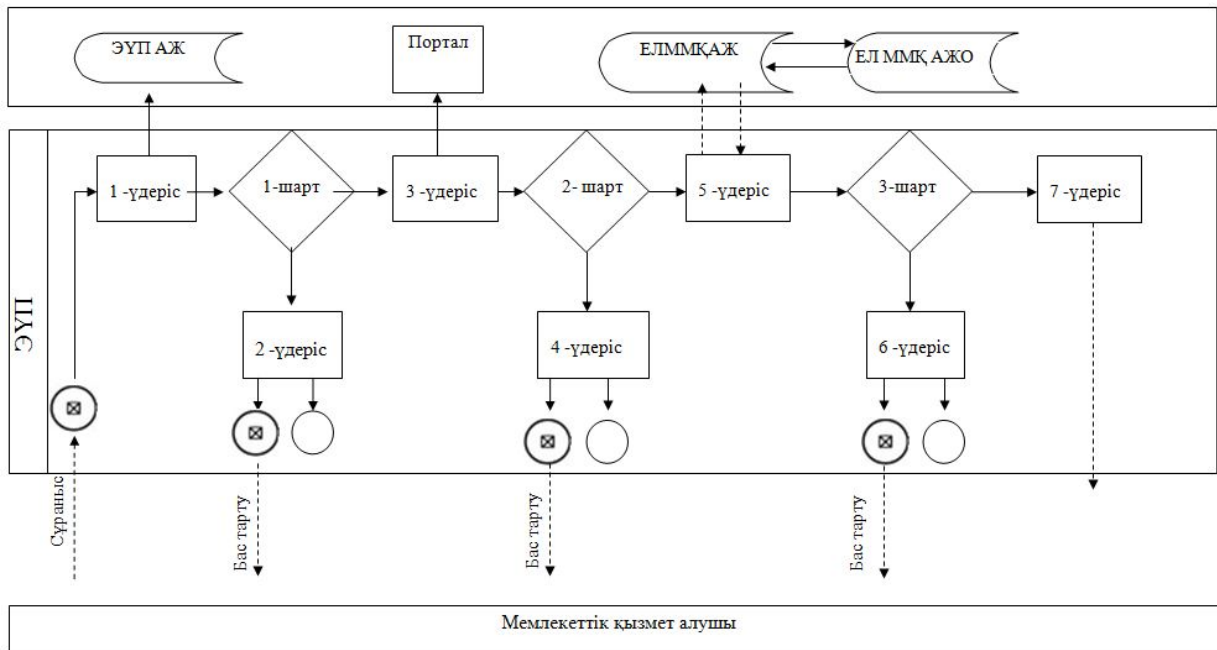 ЭҮП АЖ
Портал
ЕЛММҚАЖ
ЕЛ ММҚ АЖО
ЭҮП
1 -үдеріс
1-шарт
3 -үдеріс
2- шарт
5 -үдеріс
3-шарт
7 -үдеріс
2 -үдеріс
4 -үдеріс
6 -үдеріс
Сұраныс
Бас тарту
Бас тарту
Бас тарту
Мемлекеттік қызмет алушы